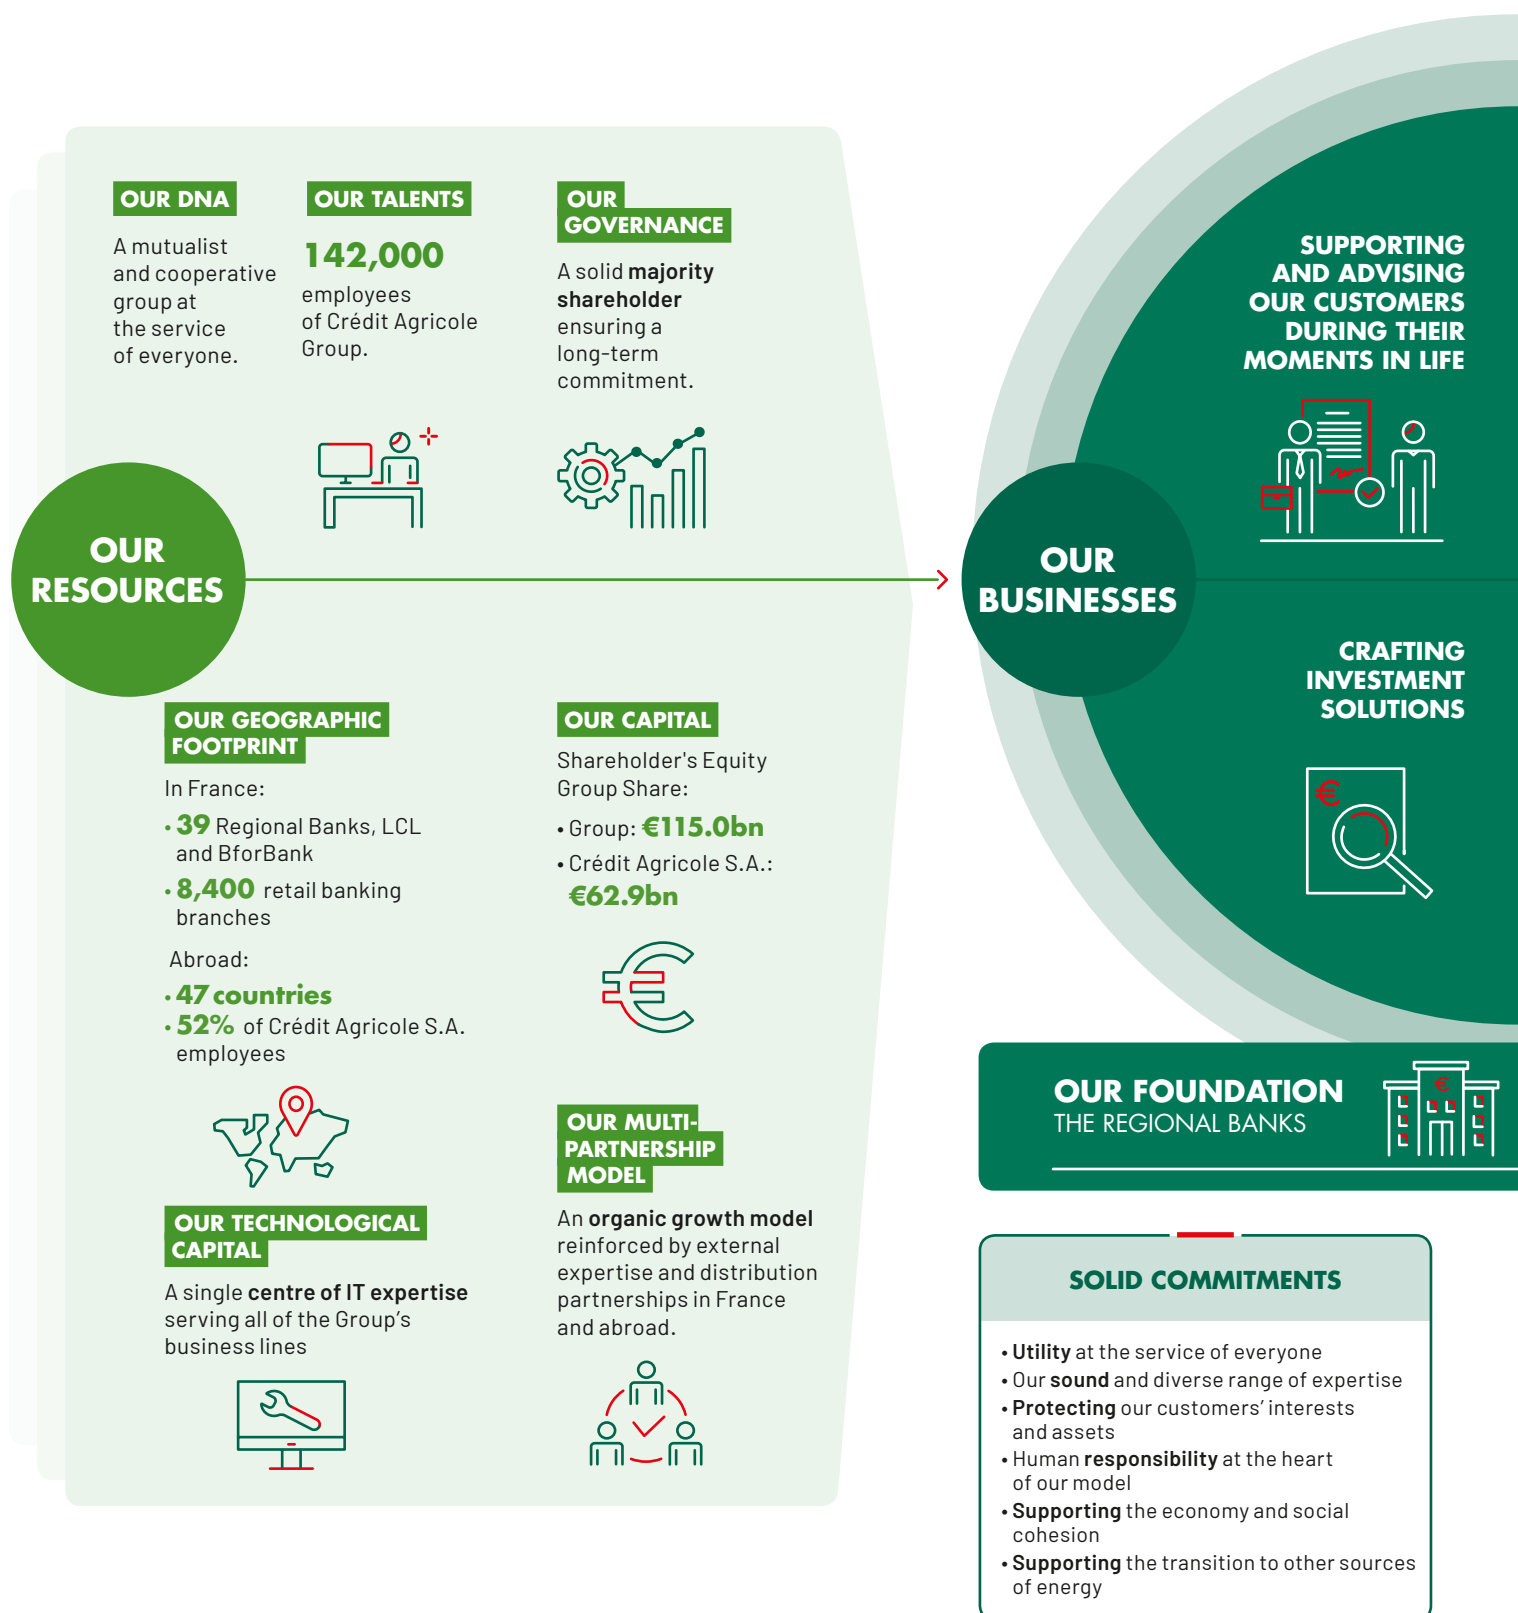 OUR DNA
A mutualist
and cooperative
group at
the service
of everyone.
OUR TALENTS
142,000
employees
of Crédit Agricole
Group.
OUR
GOVERNANCE
A solid majority
shareholder
ensuring a
long-term
commitment.
OUR
RESOURCES
OUR GEOGRAPHIC
FOOTPRINT
In France:
• 39 Regional Banks, LCL
and BforBank
• 8,400 retail banking
branches
Abroad:
• 47 countries
• 52% of Crédit Agricole S.A.
employees
OUR TECHNOLOGICAL
CAPITAL
A single centre of IT expertise
serving all of the Group's
business lines
OUR CAPITAL
Shareholder's Equity
Group Share:
• Group: €115.0bn
• Crédit Agricole S.A.:
€62.9bn
OUR MULTI-
PARTNERSHIP
MODEL
An organic growth model
reinforced by external
expertise and distribution
partnerships in France
and abroad.
OUR
BUSINESSES
SUPPORTING
AND ADVISING
OUR CUSTOMERS
DURING THEIR
MOMENTS IN LIFE
CRAFTING
INVESTMENT
SOLUTIONS
€
OUR FOUNDATION
THE REGIONAL BANKS
€
SOLID COMMITMENTS
• Utility at the service of everyone
• Our sound and diverse range of expertise
• Protecting our customers' interests
and assets
• Human responsibility at the heart
of our model
• Supporting the economy and social
cohesion
• Supporting the transition to other sources
of energy